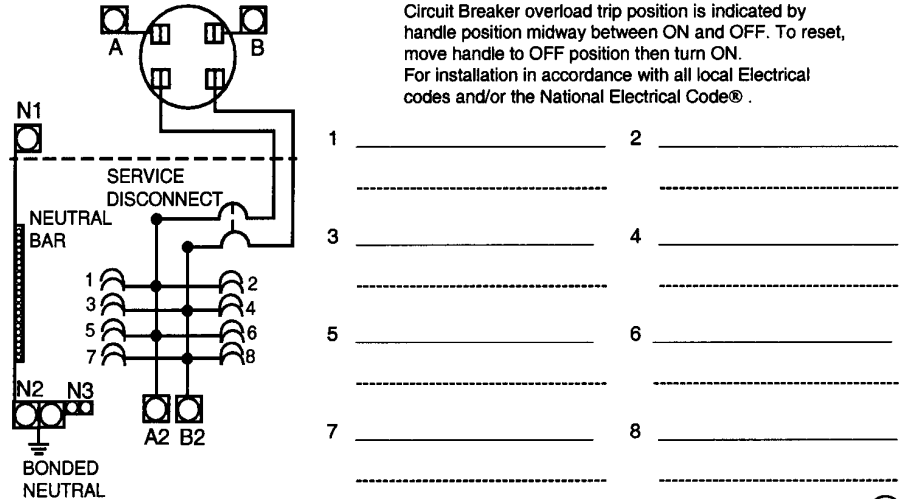 Circuit Breaker overload trip position is indicated by
handle position midway between ON and OFF. To reset,
move handle to OFF position then turn ON.
For installation in accordance with all local Electrical
codes and/or the National Electrical Code® .
A
B
N1
SERVICE
DISCONNECT
NEUTRAL
BAR
1
2
3
4
5
6
7
8
N2
N3
A2 B2
BONDED
NEUTRAL
1
2
3
4
5
6
7
8